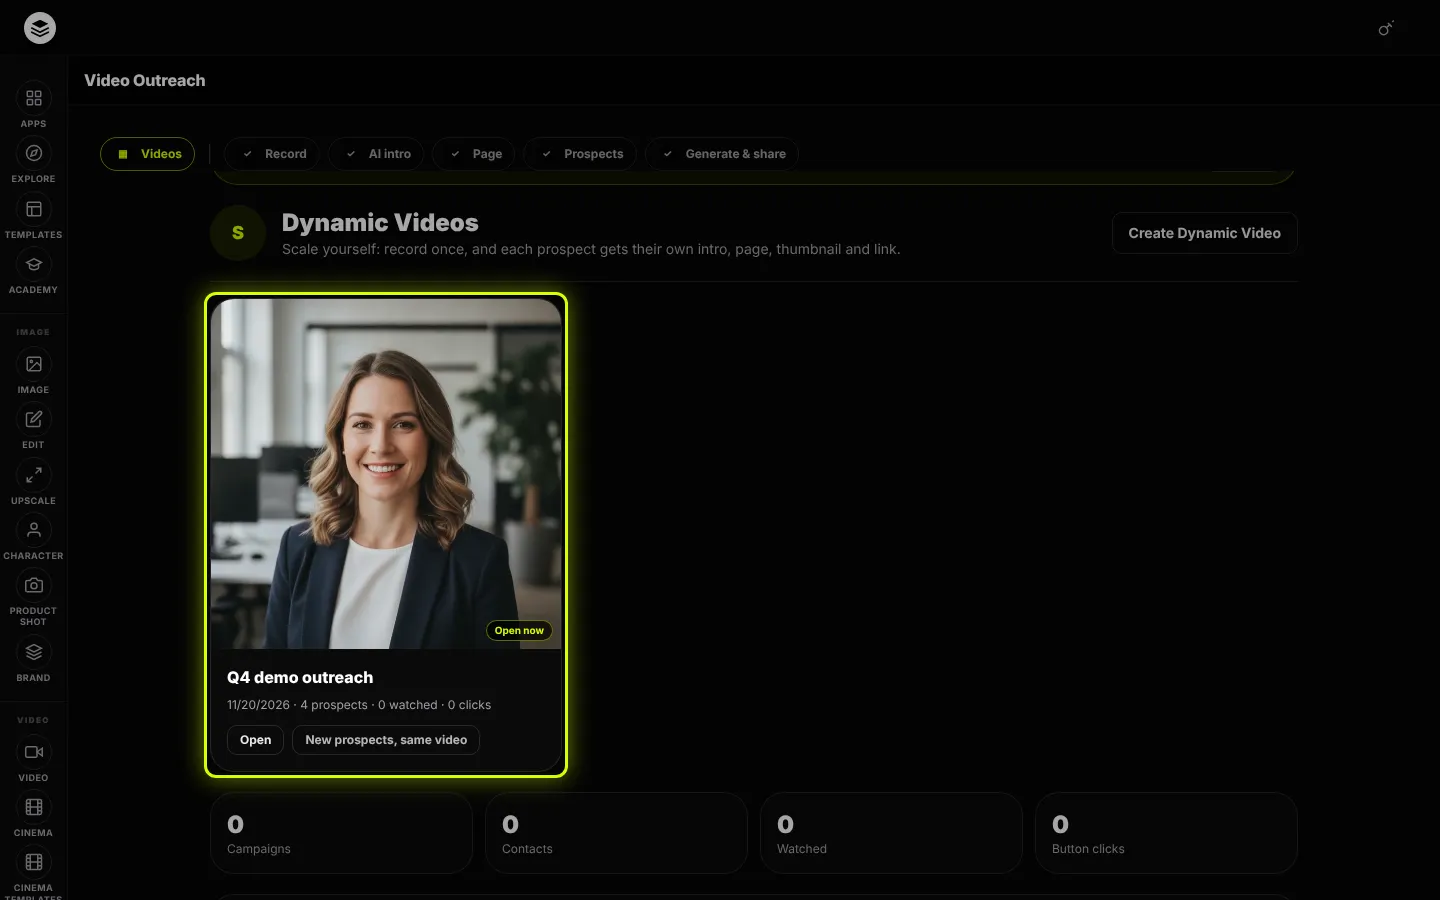 Video Outreach
APPS
EXPLORE
TEMPLATES
ACADEMY
IMAGE
IMAGE
EDIT
UPSCALE
CHARACTER
PRODUCT
SHOT
BRAND
VIDEO
VIDEO
CINEMA
CINEMA
TEMPLATES
Videos
Record
AI intro
Page
Prospects
Generate & share
S
Dynamic Videos
Scale yourself: record once, and each prospect gets their own intro, page, thumbnail and link.
Create Dynamic Video
Open now
Q4 demo outreach
11/20/2026 · 4 prospects · 0 watched · 0 clicks
Open
New prospects, same video
0
Campaigns
0
Contacts
0
Watched
0
Button clicks